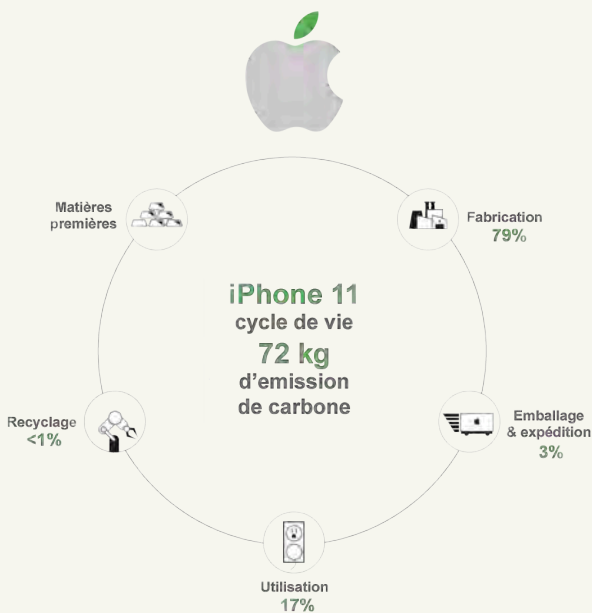 Matières
premières
Fabrication
79%
iPhone 11
cycle de vie
72 kg
d’emission
de carbone
Recyclage
<1%
Emballage
& expédition
3%
Utilisation
17%